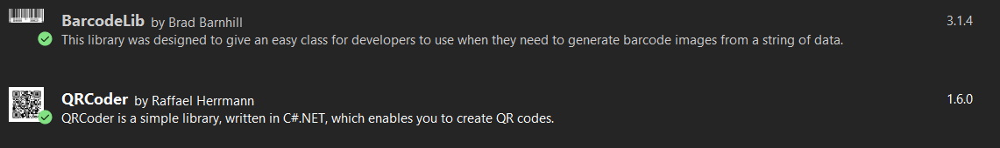 BarcodeLib by Brad Barnhill 3.1.4
This library was designed to give an easy class for developers to use when they need to generate barcode images from a string of data.
QRCoder by Raffael Herrmann 1.6.0
QRCoder is a simple library, written in C#.NET, which enables you to create QR codes.